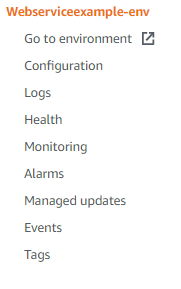 Webserviceexample-env
Go to environment
Configuration
Logs
Health
Monitoring
Alarms
Managed updates
Events
Tags